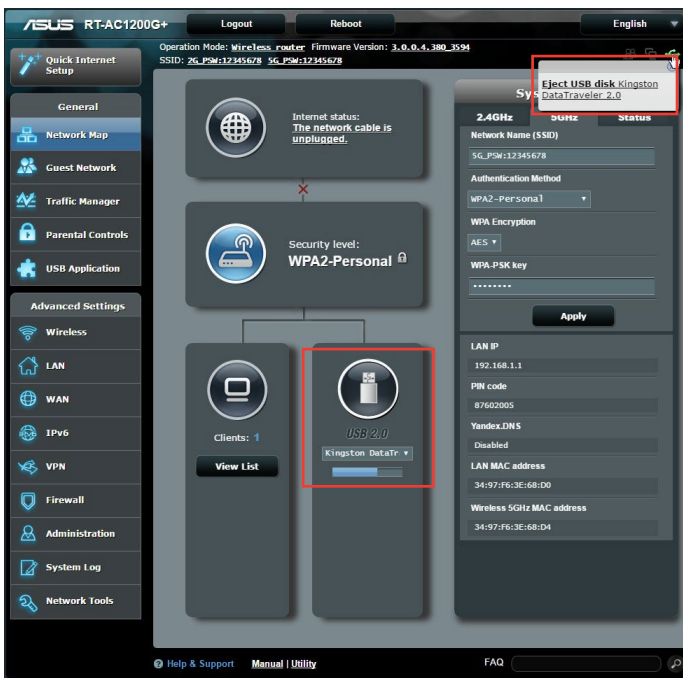 ASUS RT-AC1200G+
Logout
Reboot
English
Quick Internet
Setup
Operation Mode: Wireless router Firmware Version: 3.0.0.4.380_3594
SSID: 2G_PSW:12345678 5G_PSW:12345678
Eject USB disk Kingston
DataTraveler 2.0
General
Network Map
Guest Network
Traffic Manager
Parental Controls
USB Application
Advanced Settings
Wireless
LAN
WAN
IPv6
VPN
Firewall
Administration
System Log
Network Tools
Internet status:
The network cable is
unplugged.
Security level:
WPA2-Personal
Clients: 1
View List
USB 2.0
Kingston DataTr
2.4GHz 5GHz Status
Network Name (SSID)
5G_PSW:12345678
Authentication Method
WPA2-Personal
WPA Encryption
AES
WPA-PSK key
Apply
LAN IP
192.168.1.1
PIN code
87602005
Yandex.DNS
Disabled
LAN MAC address
34:97:F6:3E:68:D0
Wireless 5GHz MAC address
34:97:F6:3E:68:D4
Help & Support Manual | Utility
FAQ